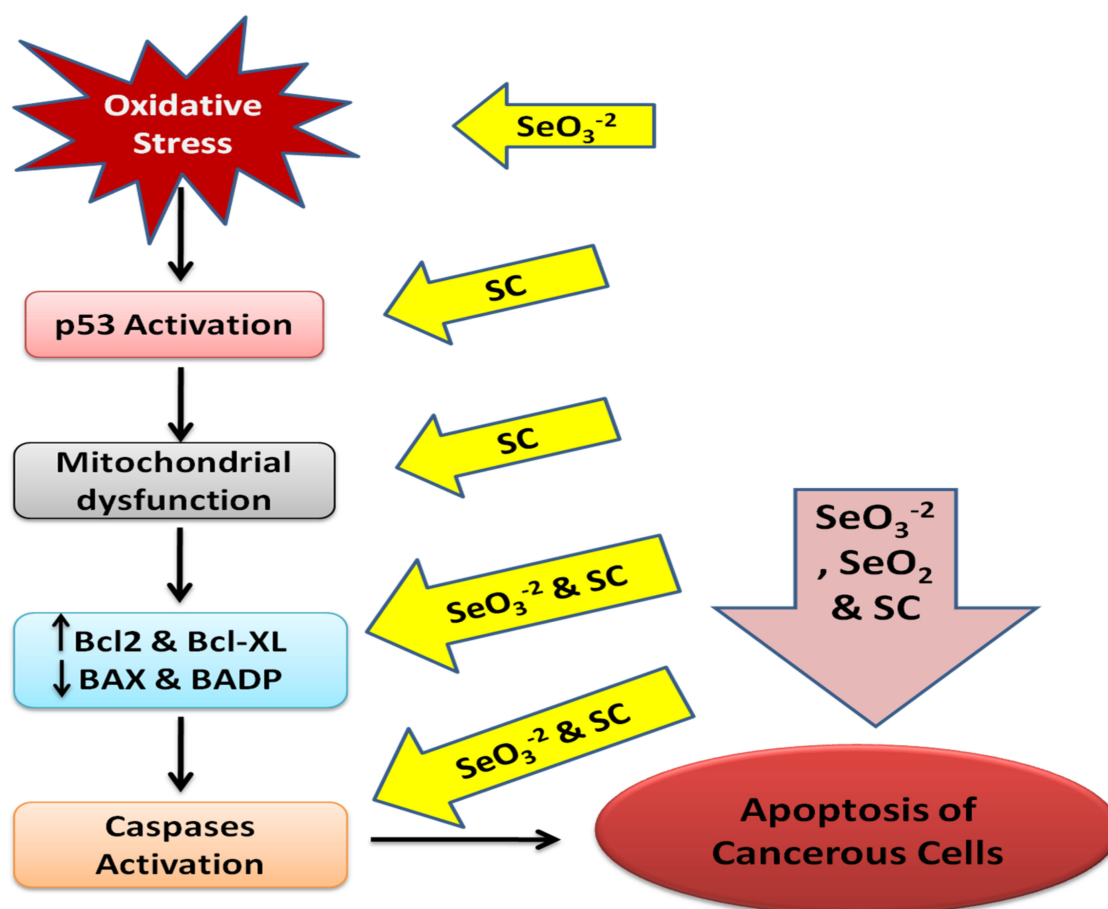 Oxidative
Stress
SeO₃⁻²
SC
p53 Activation
SC
Mitochondrial
dysfunction
SeO₃⁻²
, SeO₂
& SC
SeO₃⁻² & SC
↑Bcl2 & Bcl-XL
↓BAX & BADP
SeO₃⁻² & SC
Caspases
Activation
Apoptosis of
Cancerous Cells